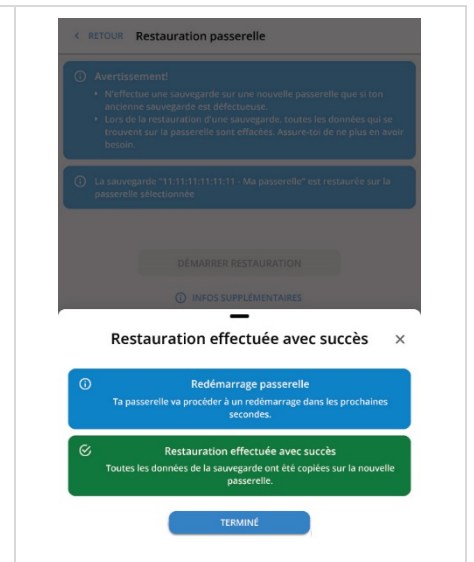 RETOUR Restauration passerelle
Avertissement!
• N'effectue une sauvegarde sur une nouvelle passerelle que si ton
ancienne sauvegarde est défectueuse.
• Lors de la restauration d'une sauvegarde, toutes les données qui se
trouvent sur la passerelle sont effacées. Assure-toi de ne plus en avoir
besoin.
La sauvegarde "11:11:11:11:11:11 - Ma passerelle" est restaurée sur la
passerelle sélectionnée
DÉMARRER RESTAURATION
INFOS SUPPLÉMENTAIRES
Restauration effectuée avec succès
Redémarrage passerelle
Ta passerelle va procéder à un redémarrage dans les prochaines
secondes.
Restauration effectuée avec succès
Toutes les données de la sauvegarde ont été copiées sur la nouvelle
passerelle.
TERMINÉ